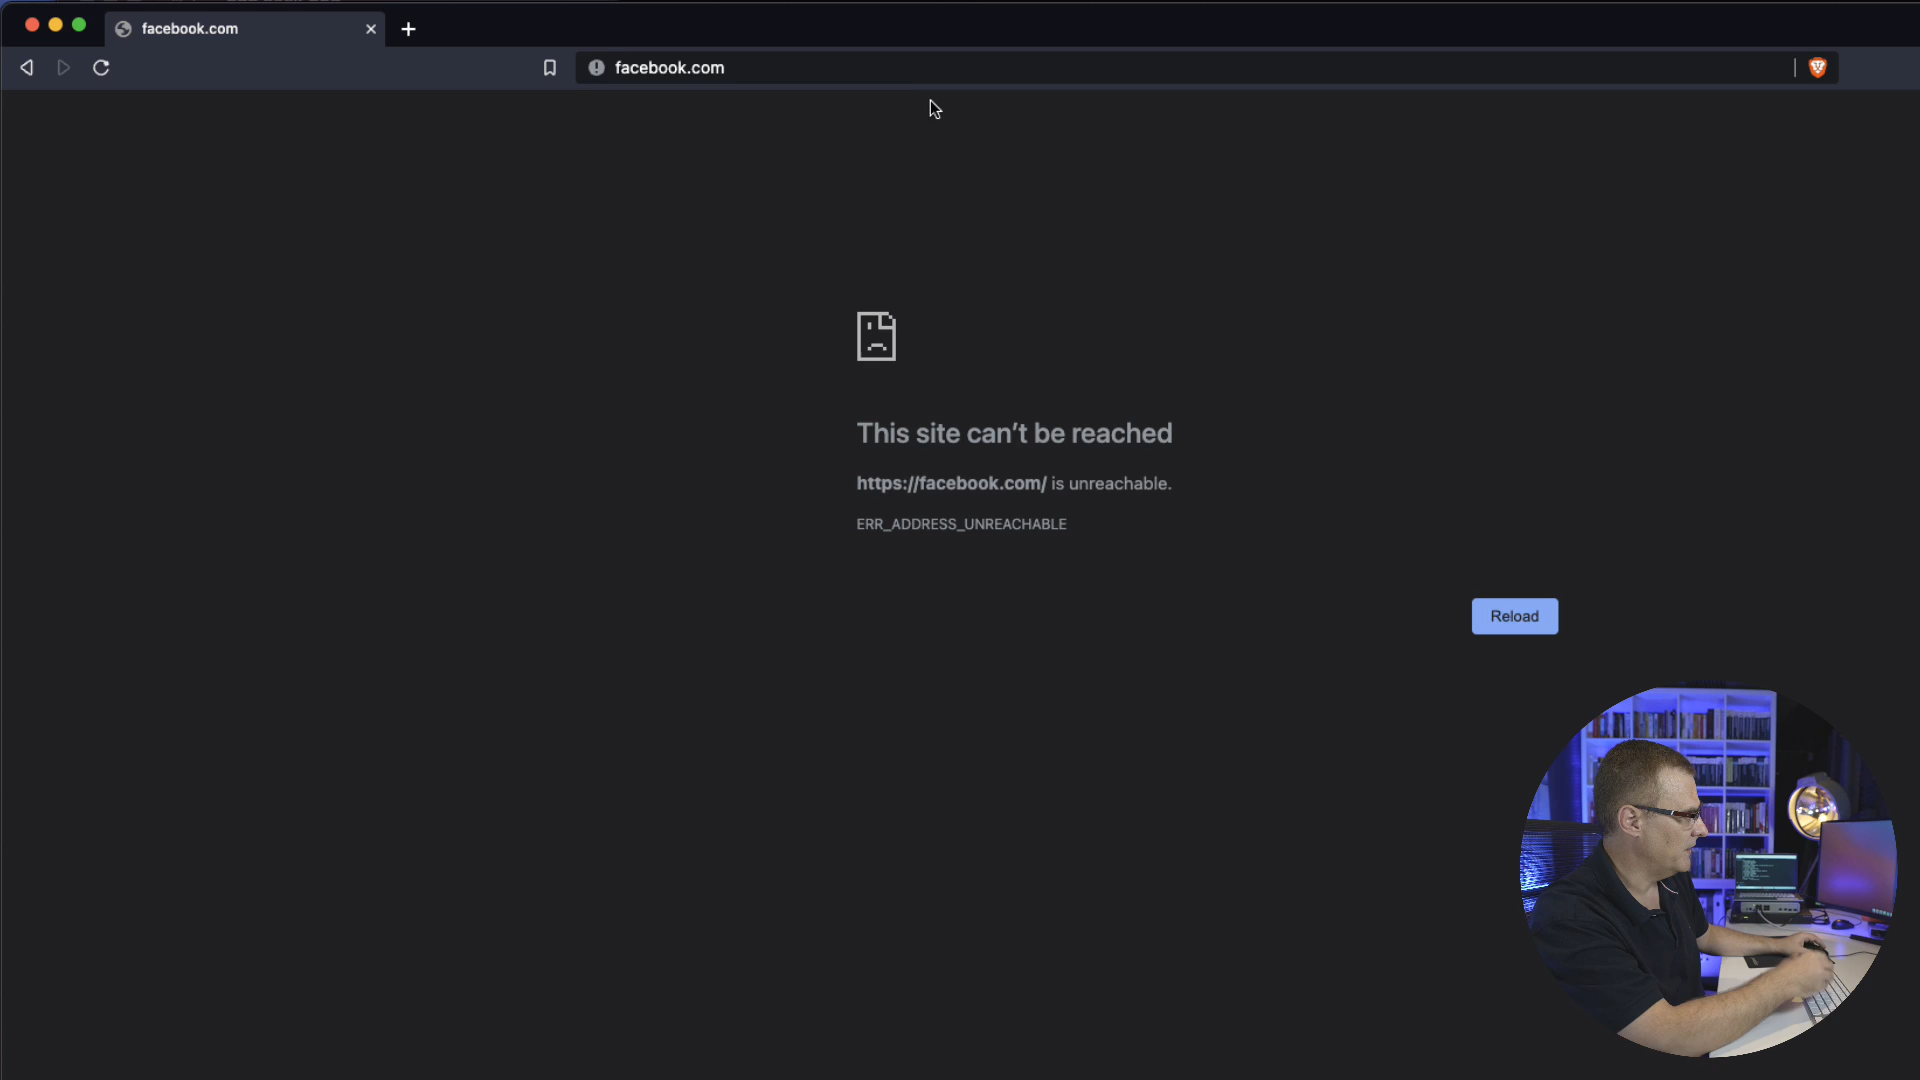 facebook.com
facebook.com
This site can’t be reached
https://facebook.com/ is unreachable.
ERR_ADDRESS_UNREACHABLE
Reload